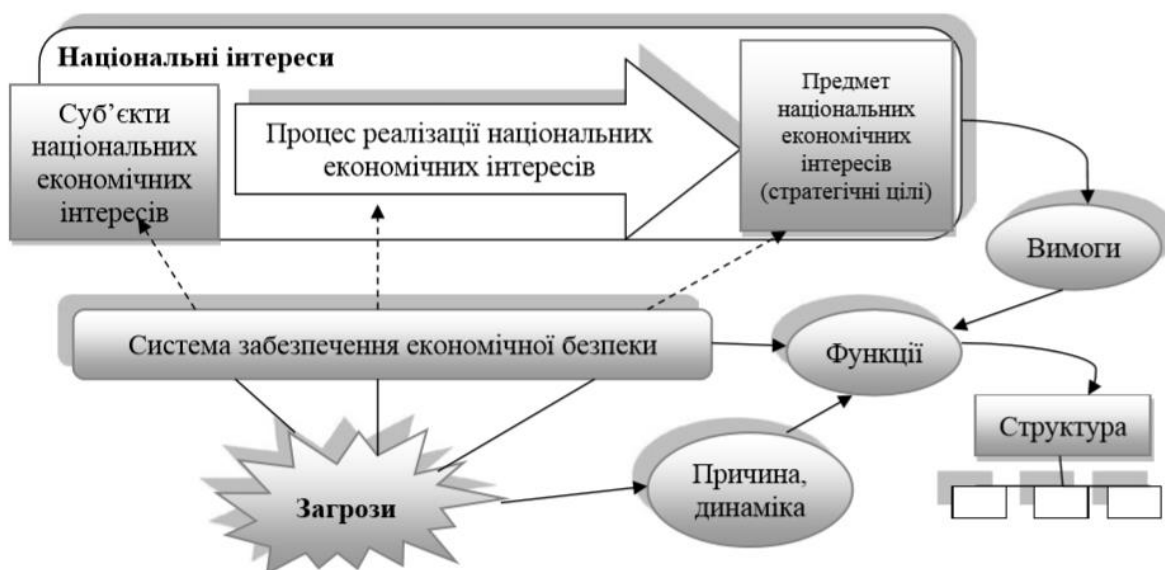 Національні інтереси
Суб’єкти
національних
економічних
інтересів
Процес реалізації національних
економічних інтересів
Предмет
національних
економічних
інтересів
(стратегічні цілі)
Вимоги
Система забезпечення економічної безпеки
Функції
Структура
Причина,
динаміка
Загрози